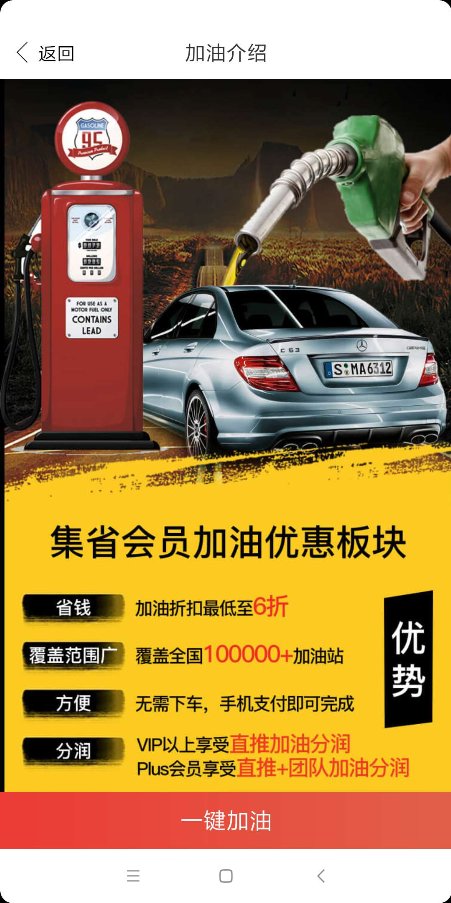 返回
加油介绍
GASOLINE
95
Premium Product
FOR USE AS A
MOTOR FUEL ONLY
CONTAINS
LEAD
C 63
S MA6312
集省会员加油优惠板块
省钱 加油折扣最低至6折
覆盖范围广 覆盖全国100000+加油站
方便 无需下车，手机支付即可完成
分润 VIP以上享受直推加油分润
Plus会员享受直推+团队加油分润
优势
一键加油